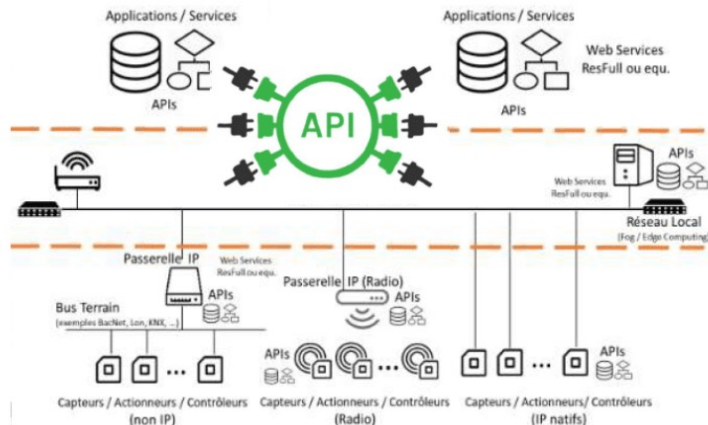 Applications / Services
Applications / Services
Web Services
ResFull ou equ.
APIs
API
APIs
APIs
Web Services
ResFull ou equ.
Réseau Local
(Fog / Edge Computing)
Passerelle IP
Web Services
ResFull ou equ.
APIs
Passerelle IP (Radio)
APIs
Bus Terrain
(exemples BacNet, Lon, KNX, ...)
APIs
APIs
Capteurs / Actionneurs / Contrôleurs
(non IP)
Capteurs / Actionneurs / Contrôleurs
(Radio)
Capteurs / Actionneurs/ Contrôleurs
(IP natifs)